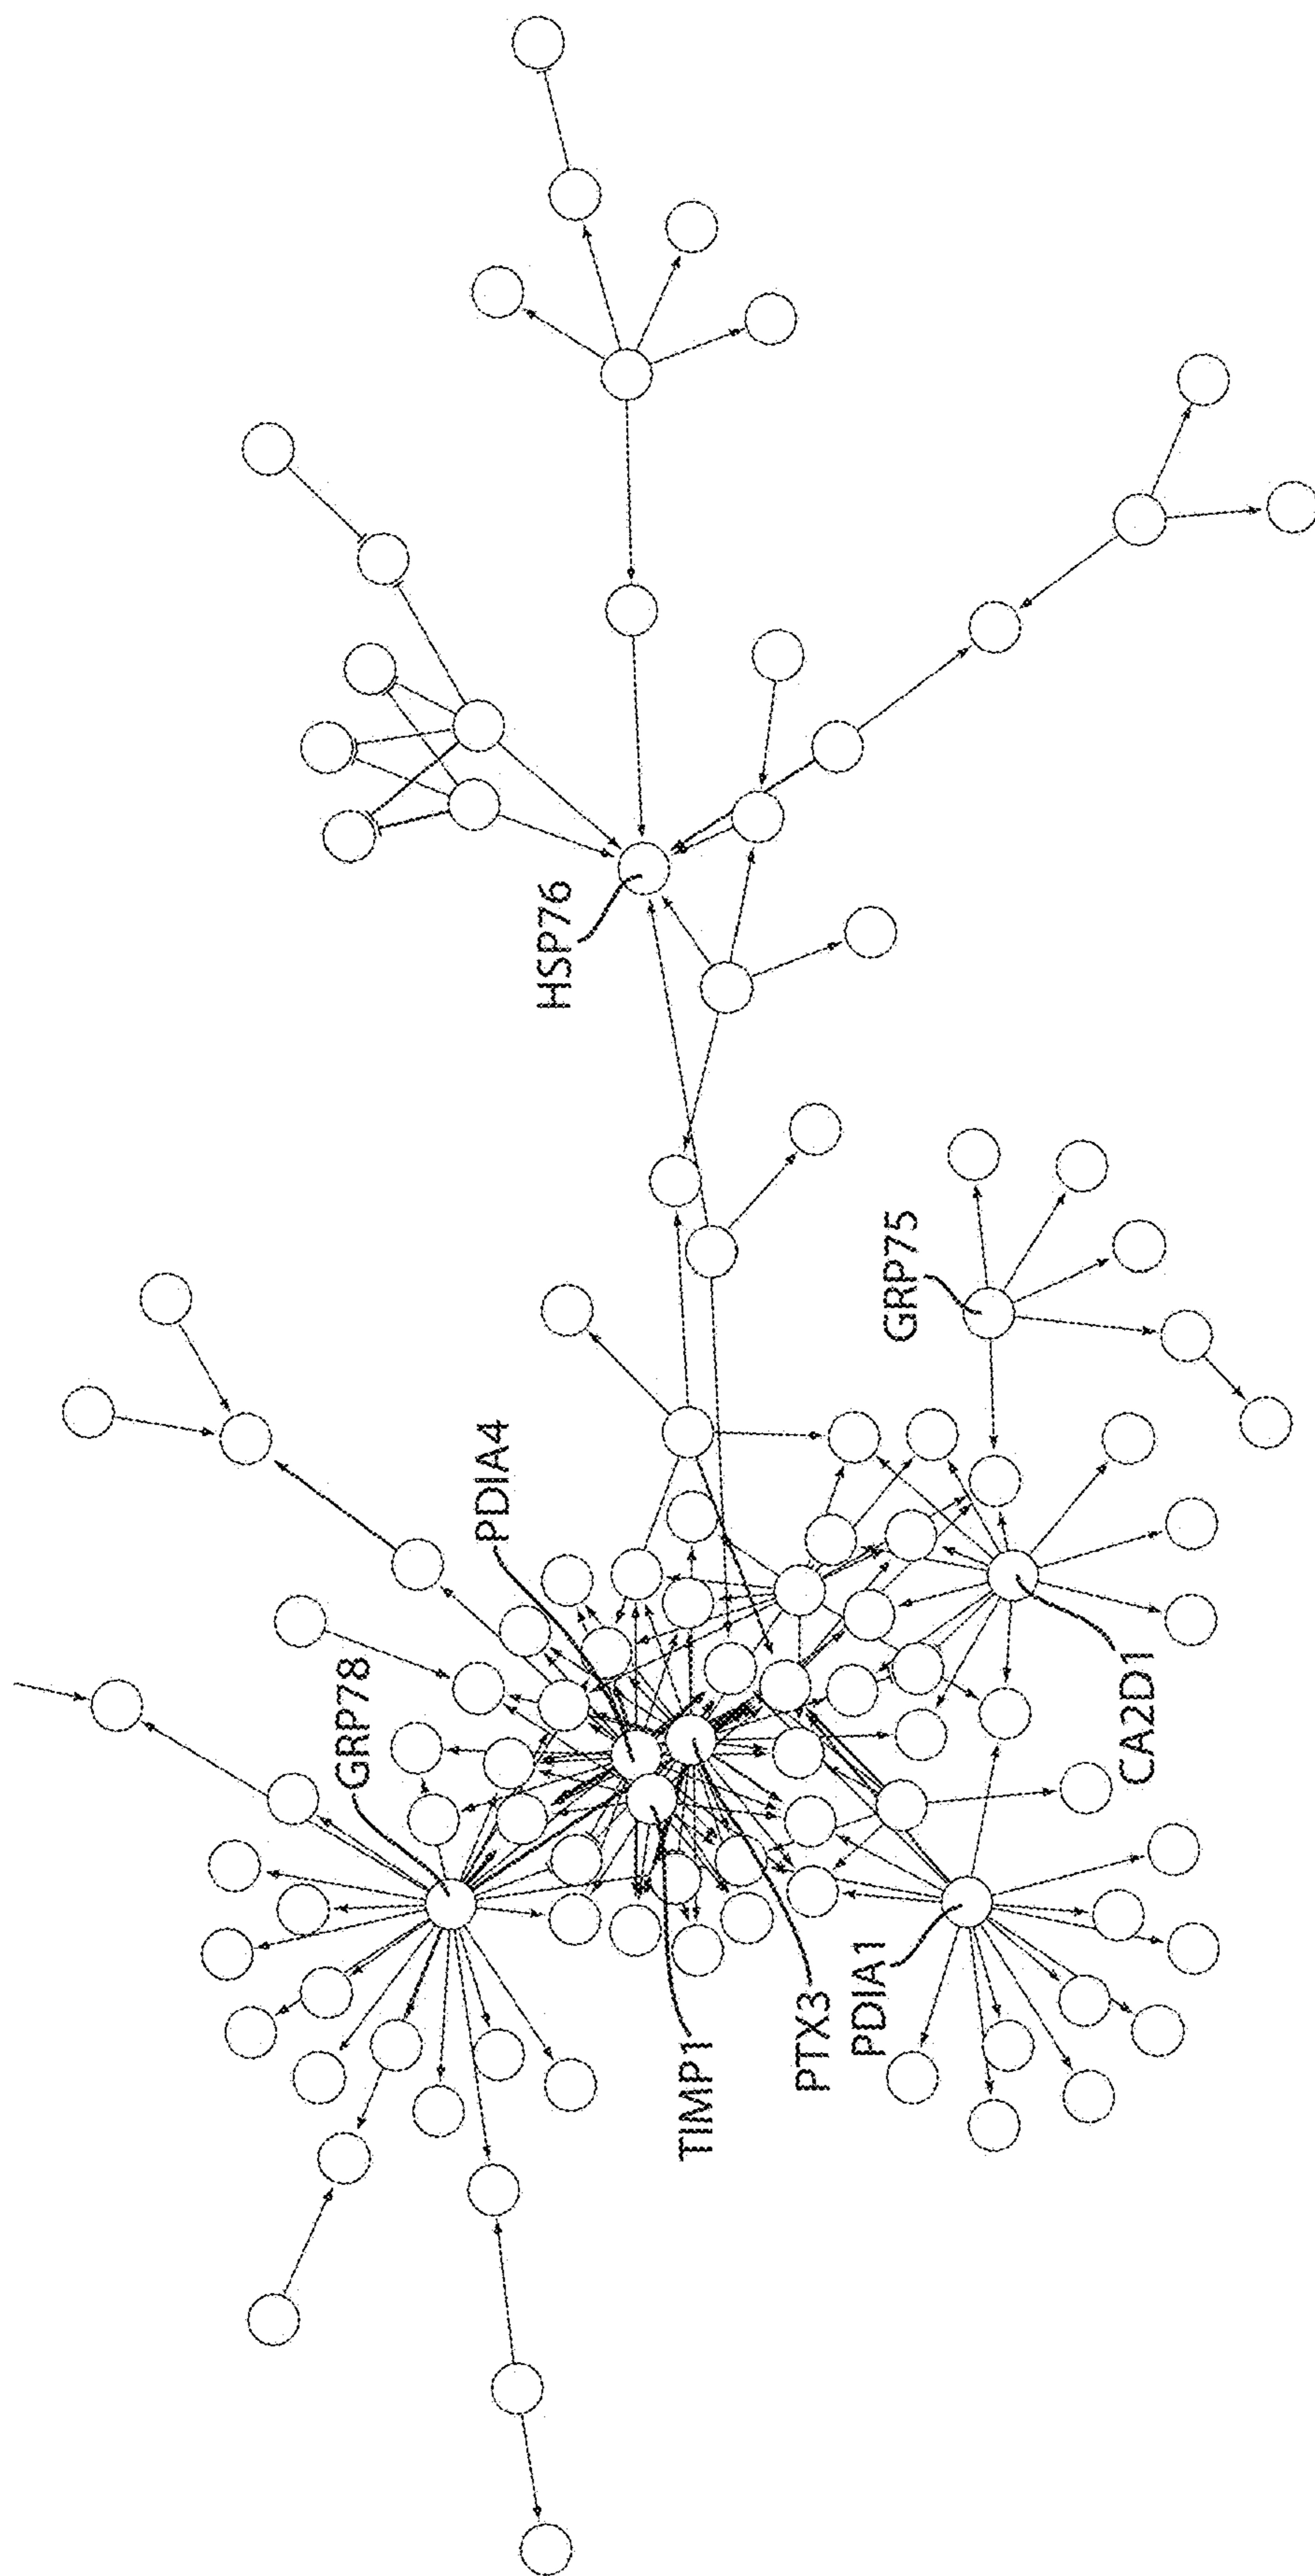 HSP76
GRP75
PDIA4
GRP78
CA2D1
TIMP1
PTX3
PDIA1